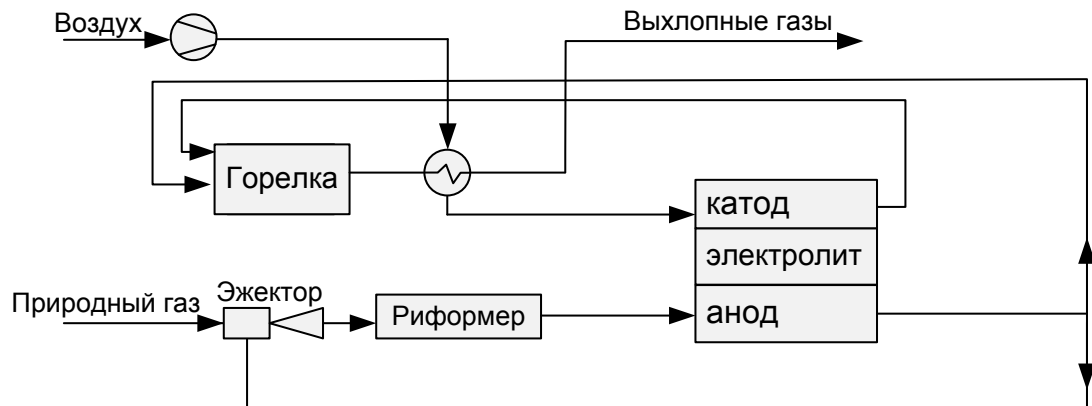 Воздух
Выхлопные газы
Горелка
катод
электролит
анод
Природный газ
Эжектор
Риформер